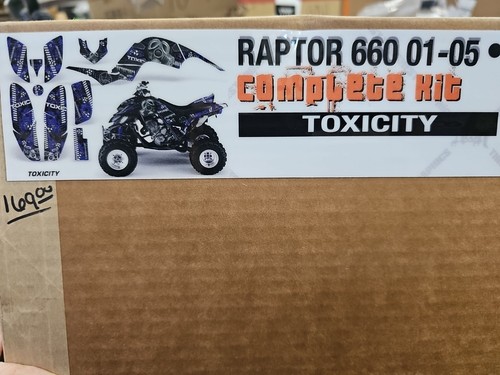 RAPTOR 660 01-05
COMPLETE KIT
TOXICITY
TOXICITY
169.00